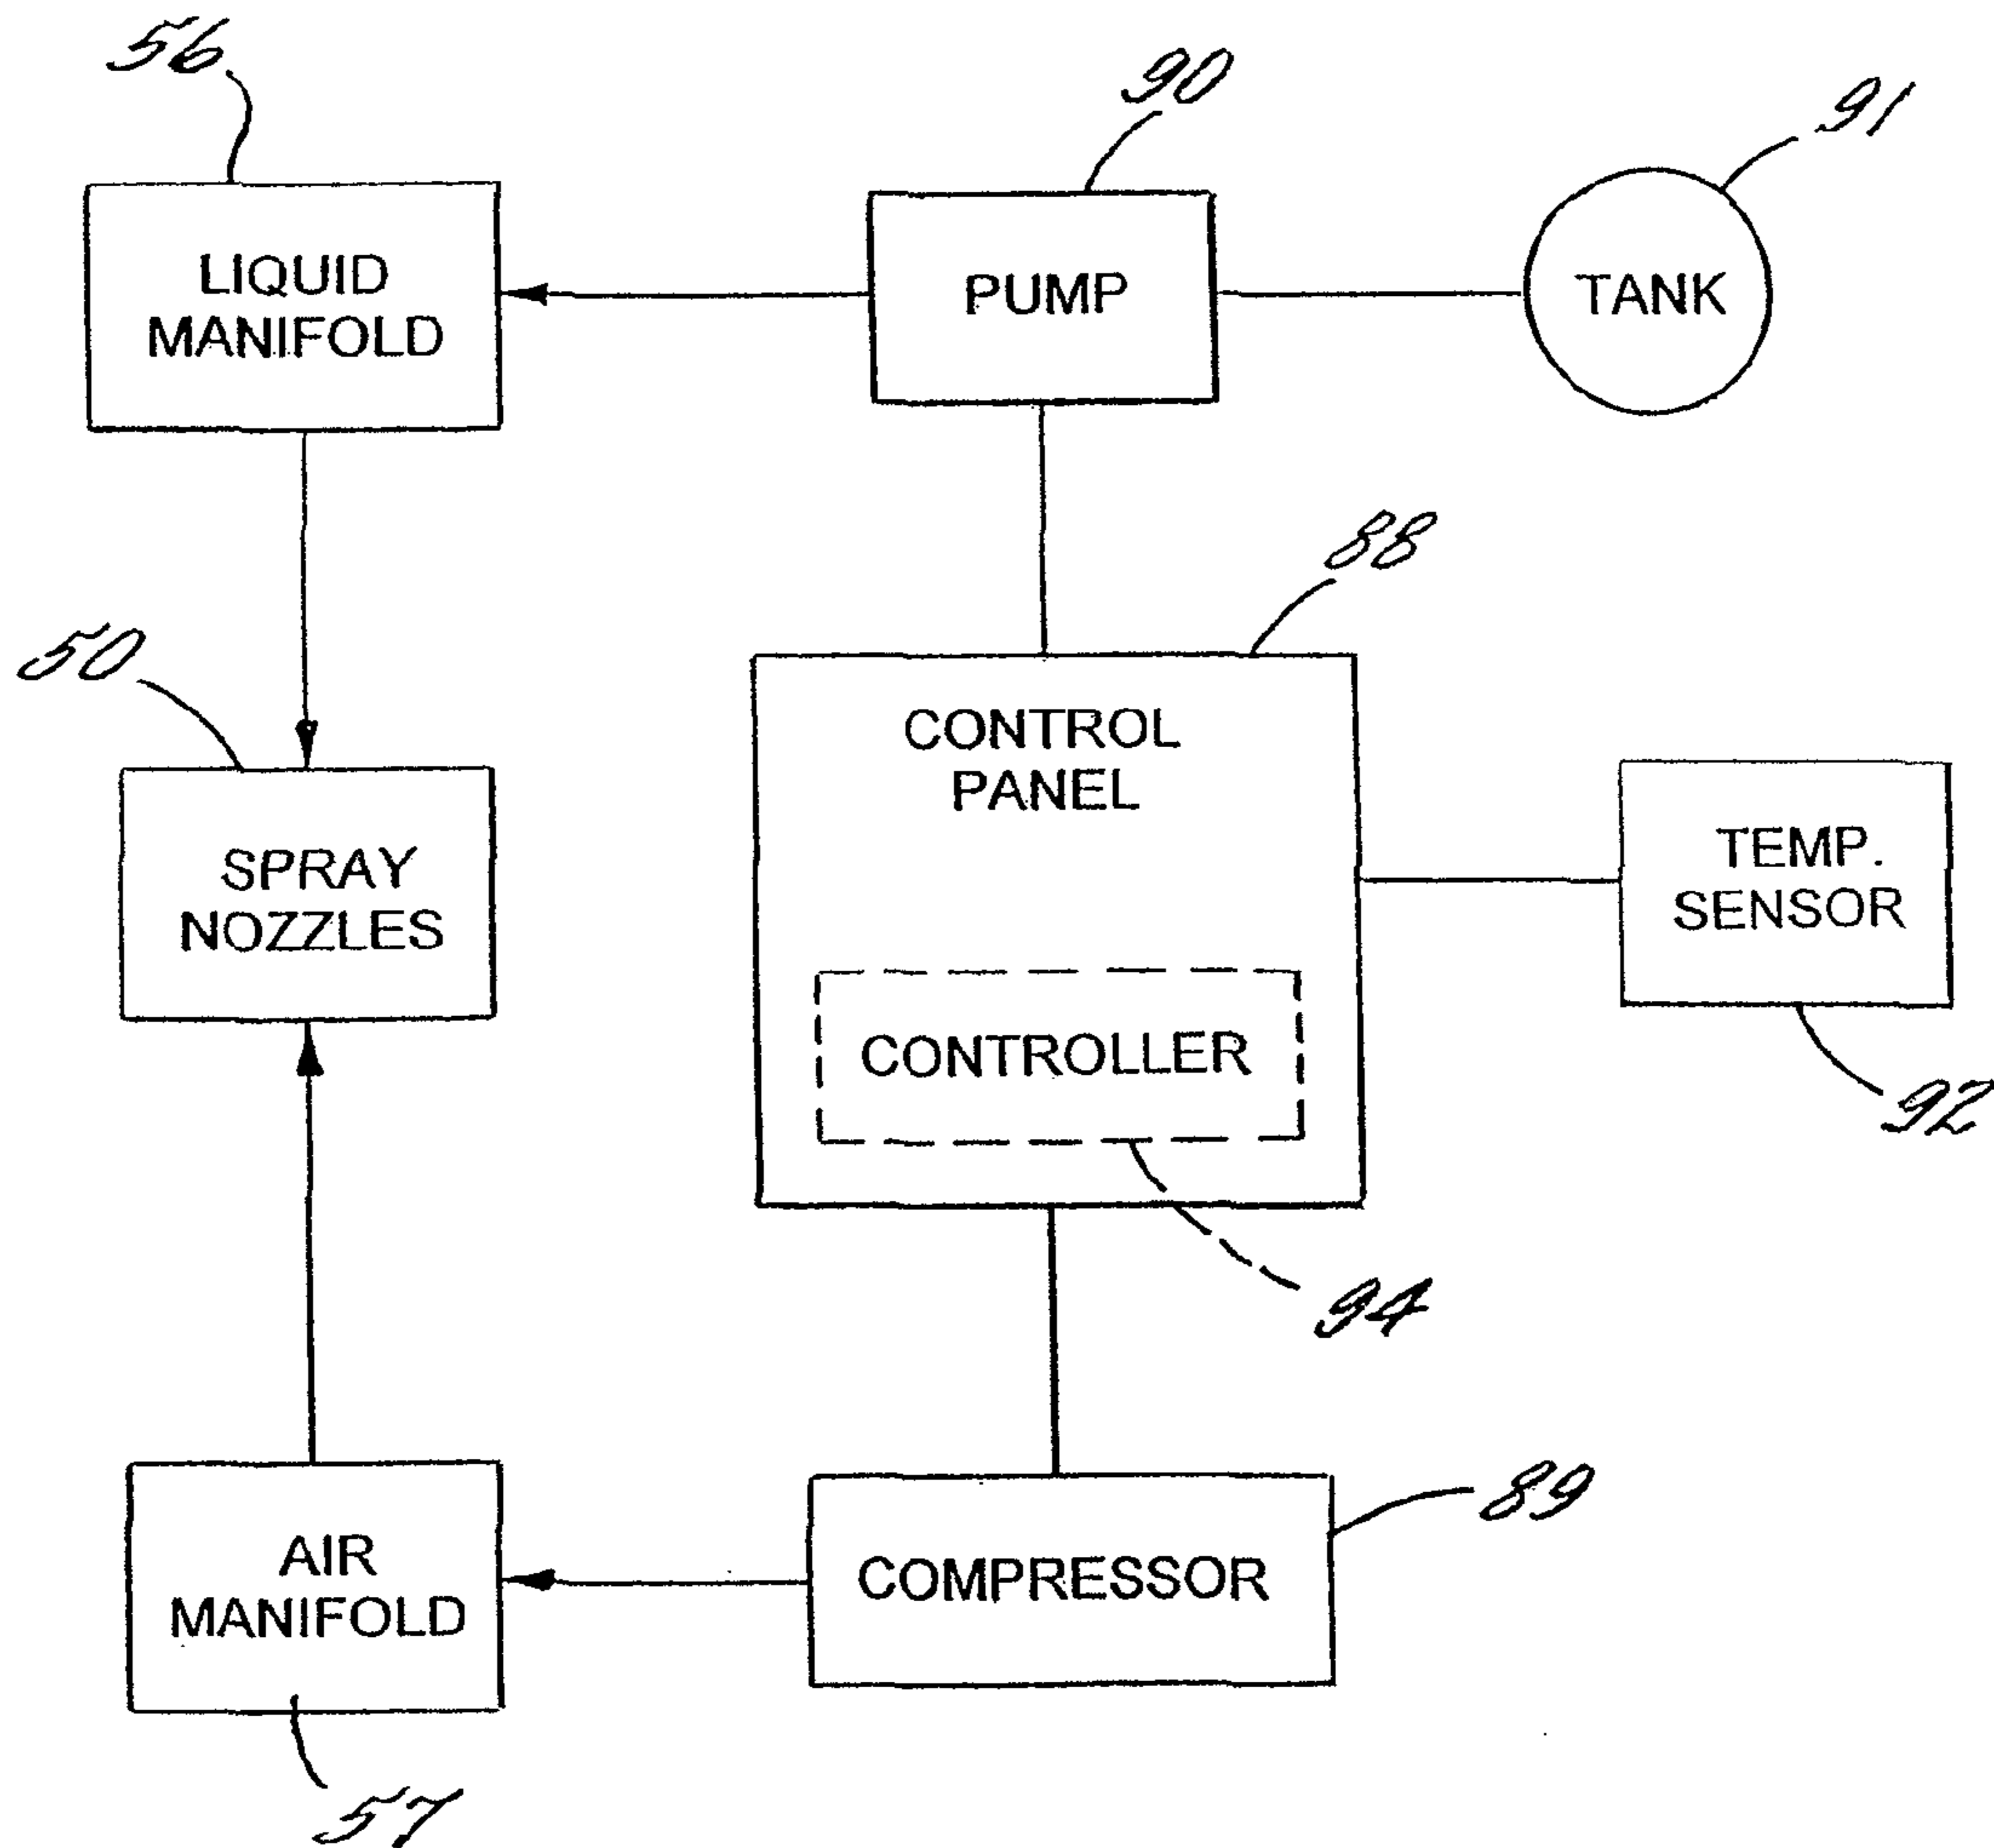 56
90
91
LIQUID
MANIFOLD
PUMP
TANK
88
50
CONTROL
PANEL
SPRAY
NOZZLES
TEMP.
SENSOR
CONTROLLER
92
94
89
AIR
MANIFOLD
COMPRESSOR
57